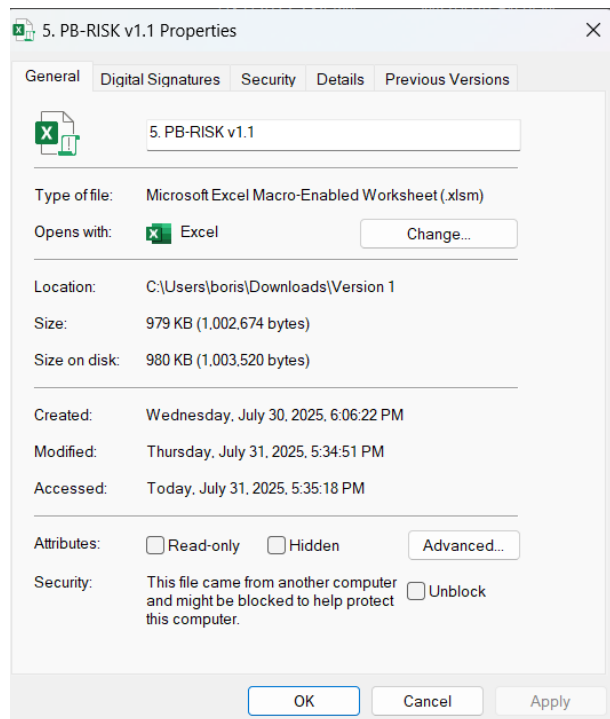 5. PB-RISK v1.1 Properties
General Digital Signatures Security Details Previous Versions
5. PB-RISK v1.1
Type of file: Microsoft Excel Macro-Enabled Worksheet (.xlsm)
Opens with: Excel Change...
Location: C:\Users\boris\Downloads\Version 1
Size: 979 KB (1,002,674 bytes)
Size on disk: 980 KB (1,003,520 bytes)
Created: Wednesday, July 30, 2025, 6:06:22 PM
Modified: Thursday, July 31, 2025, 5:34:51 PM
Accessed: Today, July 31, 2025, 5:35:18 PM
Attributes: Read-only Hidden Advanced...
Security: This file came from another computer
and might be blocked to help protect Unblock
this computer.
OK Cancel Apply